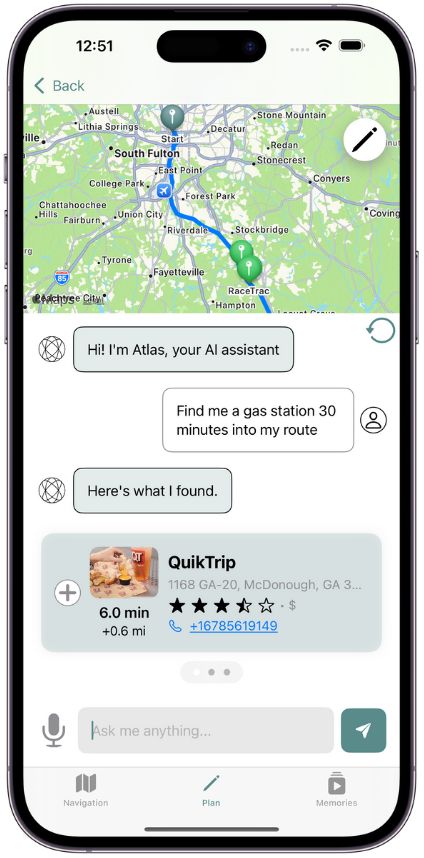 12:51
Back
Austell
Lithia Springs
Decatur
Stone Mountain
ville
Start
Redan
South Fulton
Stonecrest
East Point
College Park
Conyers
Forest Park
Chattahoochee
Hills
Union City
Fairburn
Coving
Riverdale
Stockbridge
Tyrone
Fayetteville
rg
85
RaceTrac
Peachtree City
Hampton
Locust Grove
Hi! I'm Atlas, your AI assistant
Find me a gas station 30
minutes into my route
Here's what I found.
QuikTrip
1168 GA-20, McDonough, GA 3...
· $
6.0 min
+0.6 mi
+16785619149
Ask me anything...
Navigation
Plan
Memories